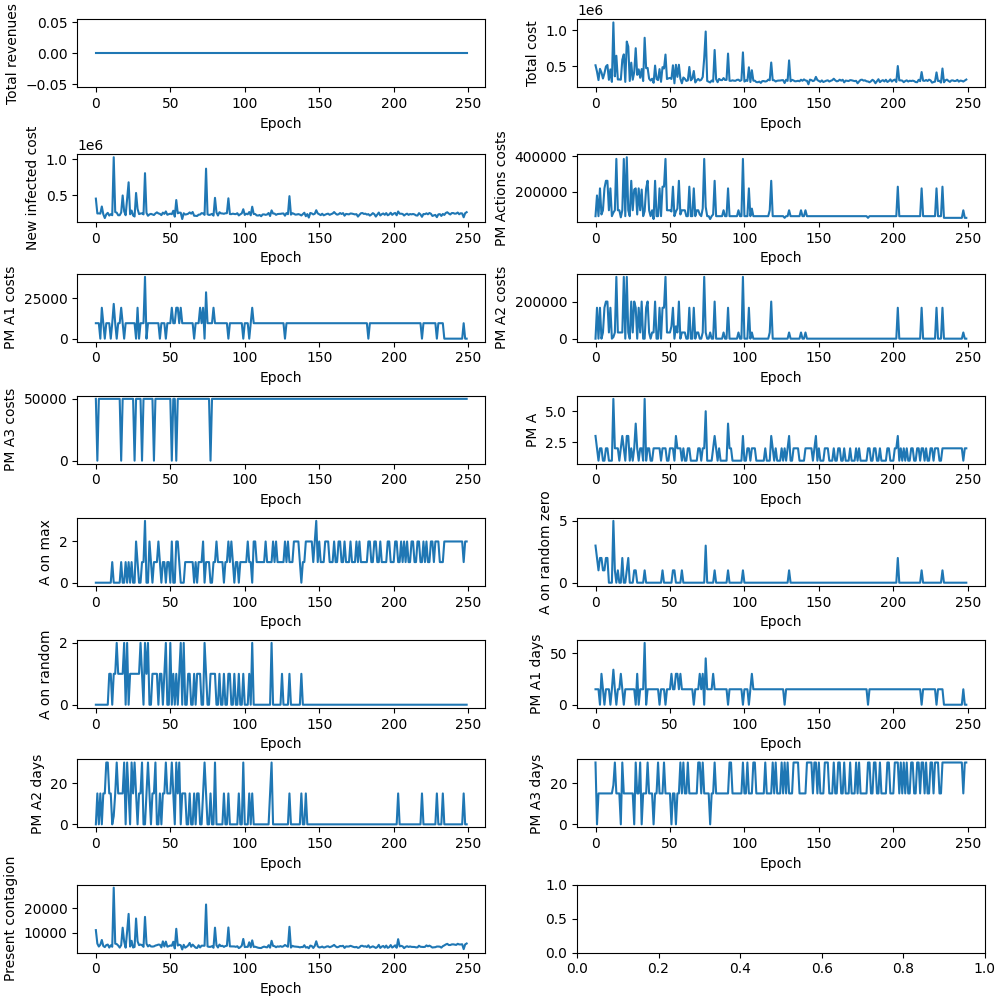 Total revenues
0.05
0.00
−0.05
0 50 100 150 200 250
Epoch
Total cost
1e6
1.0
0.5
0 50 100 150 200 250
Epoch
New infected cost
1e6
1.0
0.5
0 50 100 150 200 250
Epoch
PM Actions costs
400000
200000
0 50 100 150 200 250
Epoch
PM A1 costs
25000
0
0 50 100 150 200 250
Epoch
PM A2 costs
200000
0
0 50 100 150 200 250
Epoch
PM A3 costs
50000
0
0 50 100 150 200 250
Epoch
PM A
5.0
2.5
0 50 100 150 200 250
Epoch
A on max
2
0
0 50 100 150 200 250
Epoch
A on random zero
5
0
0 50 100 150 200 250
Epoch
A on random
2
0
0 50 100 150 200 250
Epoch
PM A1 days
50
0
0 50 100 150 200 250
Epoch
PM A2 days
20
0
0 50 100 150 200 250
Epoch
PM A3 days
20
0
0 50 100 150 200 250
Epoch
Present contagion
20000
10000
0 50 100 150 200 250
Epoch
1.0
0.5
0.0
0.0 0.2 0.4 0.6 0.8 1.0